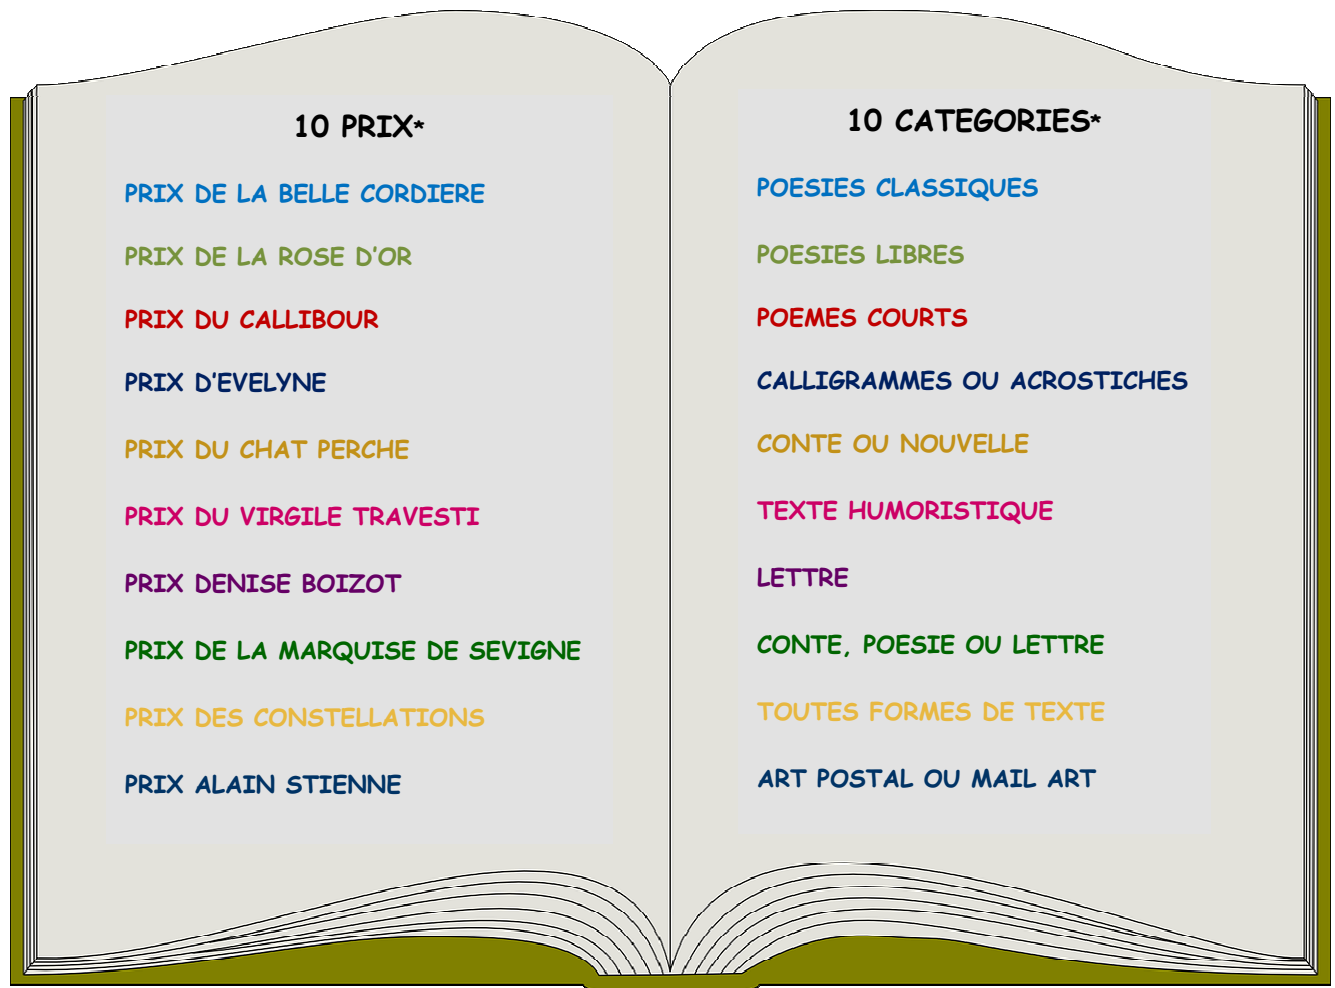 10 PRIX*
PRIX DE LA BELLE CORDIERE
PRIX DE LA ROSE D'OR
PRIX DU CALLIBOUR
PRIX D'EVELYNE
PRIX DU CHAT PERCHE
PRIX DU VIRGILE TRAVESTI
PRIX DENISE BOIZOT
PRIX DE LA MARQUISE DE SEVIGNE
PRIX DES CONSTELLATIONS
PRIX ALAIN STIENNE
10 CATEGORIES*
POESIES CLASSIQUES
POESIES LIBRES
POEMES COURTS
CALLIGRAMMES OU ACROSTICHES
CONTE OU NOUVELLE
TEXTE HUMORISTIQUE
LETTRE
CONTE, POESIE OU LETTRE
TOUTES FORMES DE TEXTE
ART POSTAL OU MAIL ART